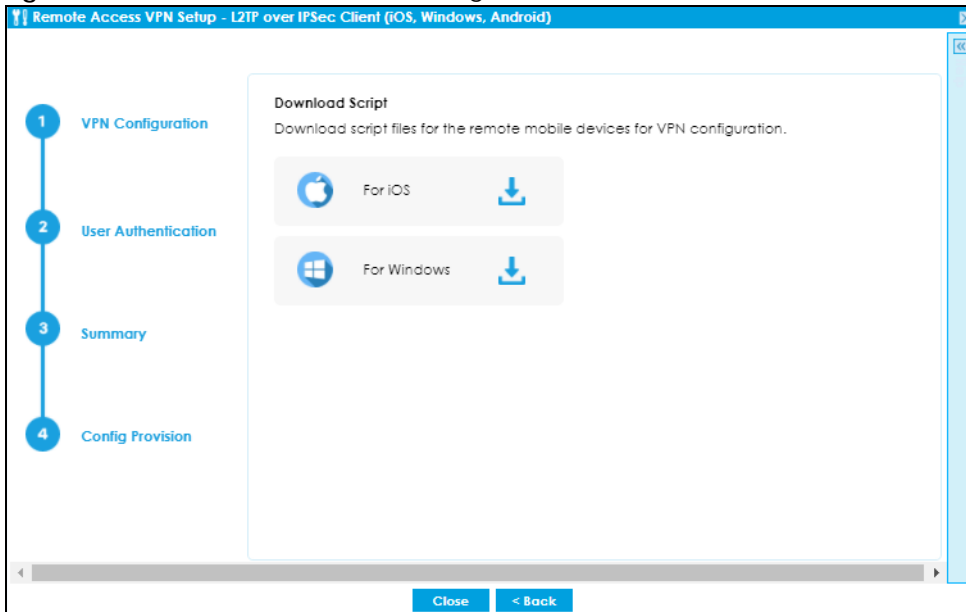 Remote Access VPN Setup - L2TP over IPSec Client (iOS, Windows, Android)
1 VPN Configuration
2 User Authentication
3 Summary
4 Config Provision
Download Script
Download script files for the remote mobile devices for VPN configuration.
For iOS
For Windows
Close < Back